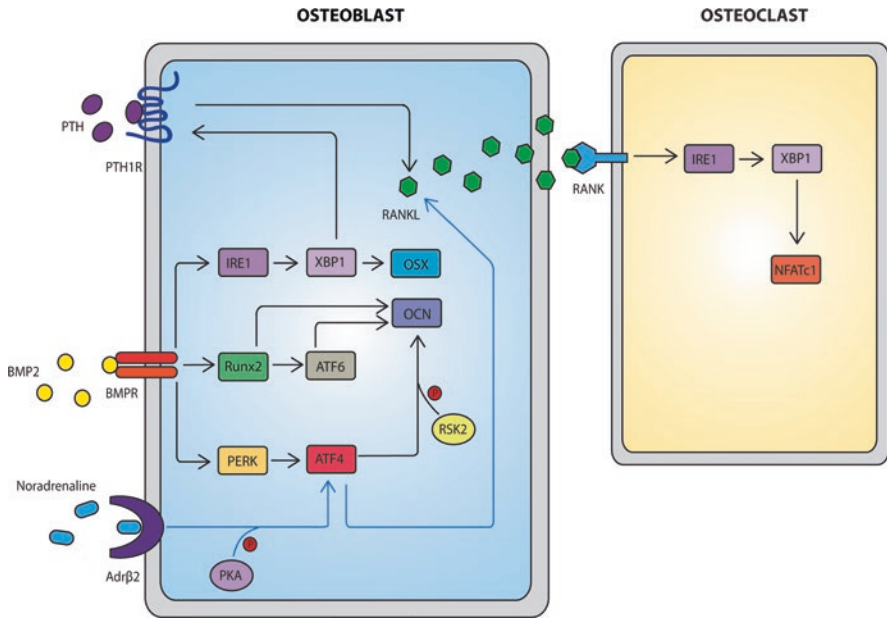 OSTEOBLAST
OSTEOCLAST
PTH
PTH1R
RANKL
RANK
IRE1
XBP1
NFATc1
IRE1
XBP1
OSX
OCN
BMP2
BMPR
Runx2
ATF6
P
RSK2
PERK
ATF4
Noradrenaline
Adrβ2
P
PKA